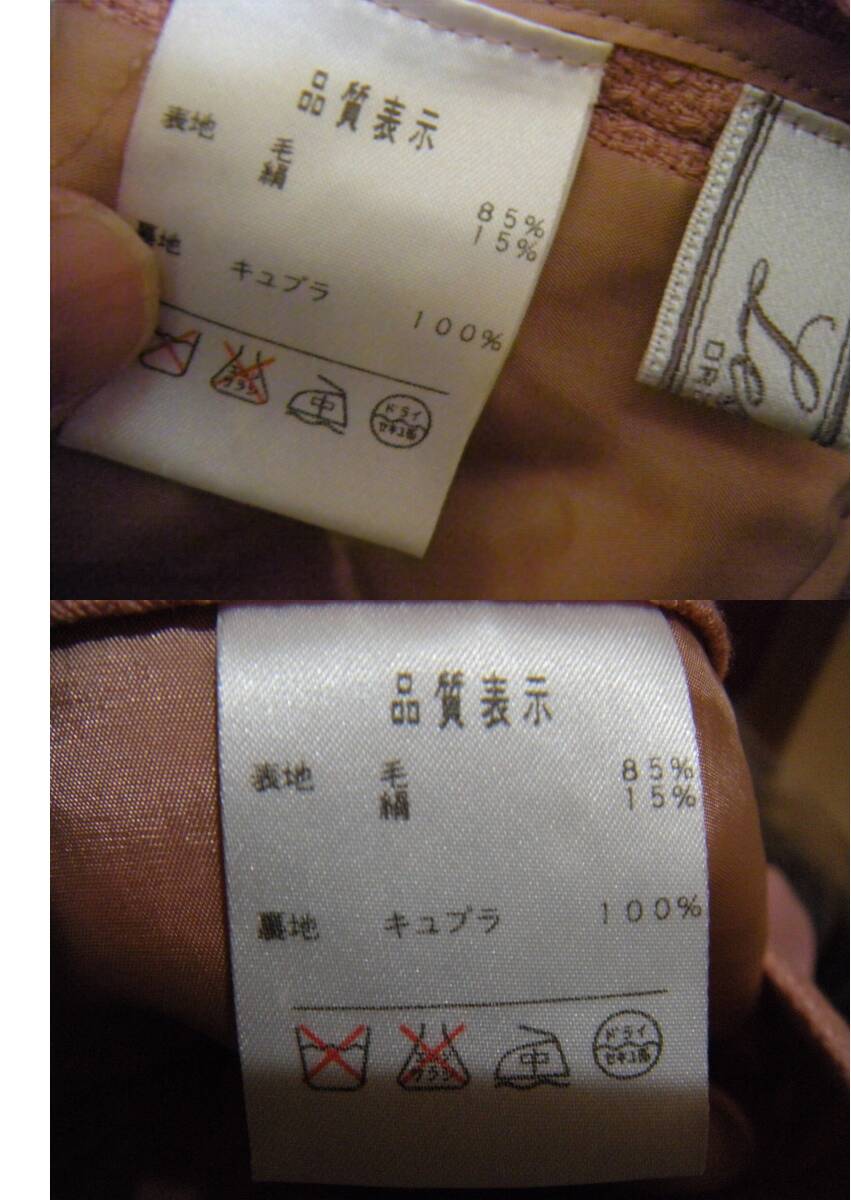 品質表示
表地 毛 85%
絹 15%
裏地 キュプラ 100%
中
ドライ
セキユ系
Le
DR
品質表示
表地 毛 85%
絹 15%
裏地 キュプラ 100%
中
ドライ
セキユ系